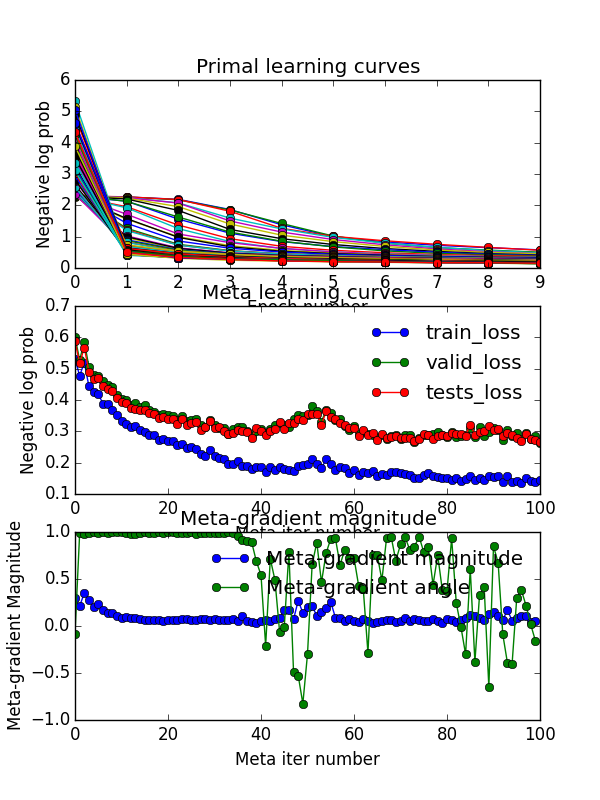 Primal learning curves
6
5
4
3
2
1
0
Negative log prob
0 1 2 3 4 5 6 7 8 9
Epoch number
Meta learning curves
0.7
0.6
0.5
0.4
0.3
0.2
0.1
Negative log prob
train_loss
valid_loss
tests_loss
0 20 40 60 80 100
Meta iter number
Meta-gradient magnitude
1.0
0.5
0.0
−0.5
−1.0
Meta-gradient Magnitude
Meta-gradient magnitude
Meta-gradient angle
0 20 40 60 80 100
Meta iter number